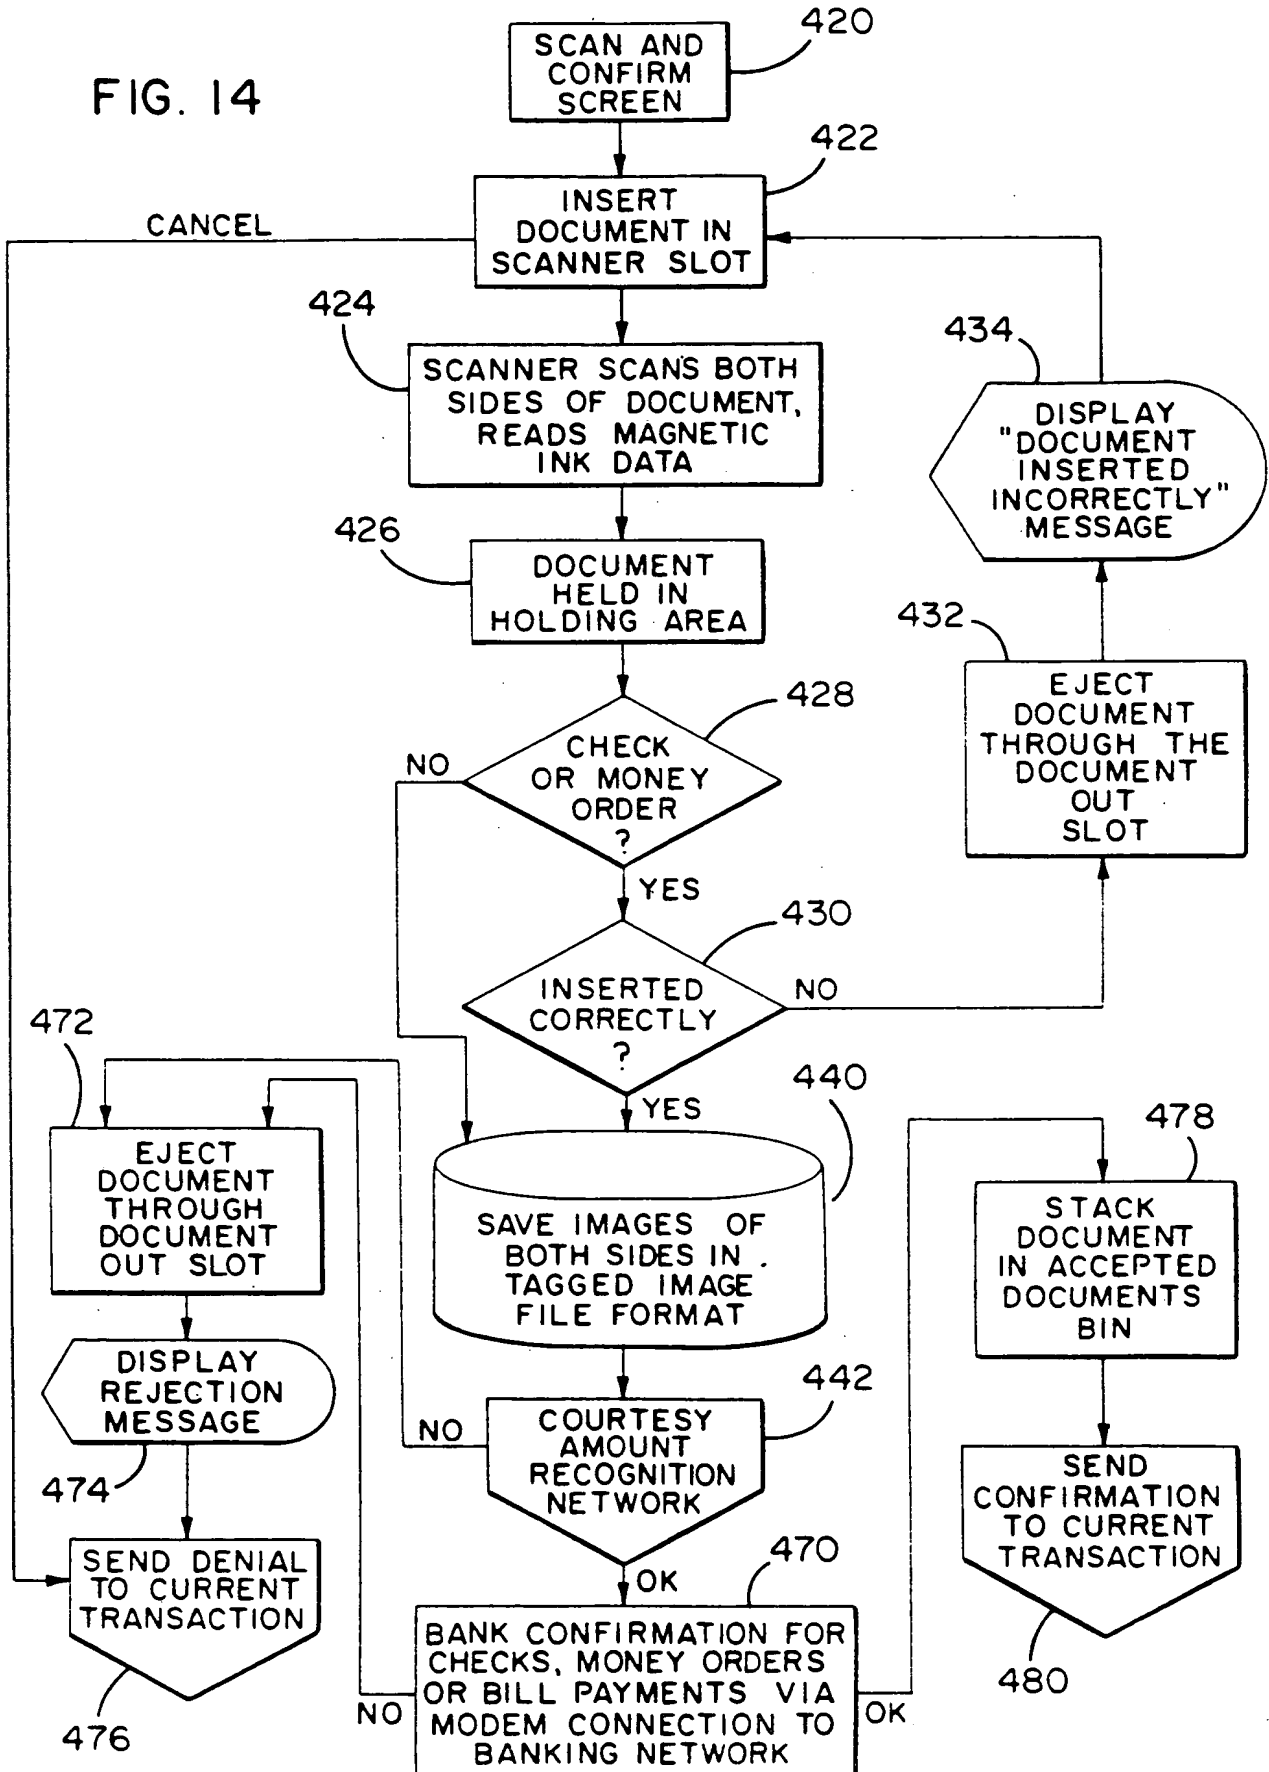 FIG. 14
420
SCAN AND
CONFIRM
SCREEN
422
INSERT
DOCUMENT IN
SCANNER SLOT
CANCEL
424
SCANNER SCANS BOTH
SIDES OF DOCUMENT,
READS MAGNETIC
INK DATA
434
DISPLAY
"DOCUMENT
INSERTED
INCORRECTLY"
MESSAGE
426
DOCUMENT
HELD IN
HOLDING AREA
432
EJECT
DOCUMENT
THROUGH THE
DOCUMENT
OUT
SLOT
428
CHECK
OR MONEY
ORDER
?
NO
YES
430
INSERTED
CORRECTLY
?
NO
YES
472
EJECT
DOCUMENT
THROUGH
DOCUMENT
OUT SLOT
440
SAVE IMAGES OF
BOTH SIDES IN
TAGGED IMAGE
FILE FORMAT
478
STACK
DOCUMENT
IN ACCEPTED
DOCUMENTS
BIN
DISPLAY
REJECTION
MESSAGE
474
442
COURTESY
AMOUNT
RECOGNITION
NETWORK
NO
OK
SEND
CONFIRMATION
TO CURRENT
TRANSACTION
480
SEND DENIAL
TO CURRENT
TRANSACTION
476
470
BANK CONFIRMATION FOR
CHECKS, MONEY ORDERS
OR BILL PAYMENTS VIA
MODEM CONNECTION TO
BANKING NETWORK
NO
OK